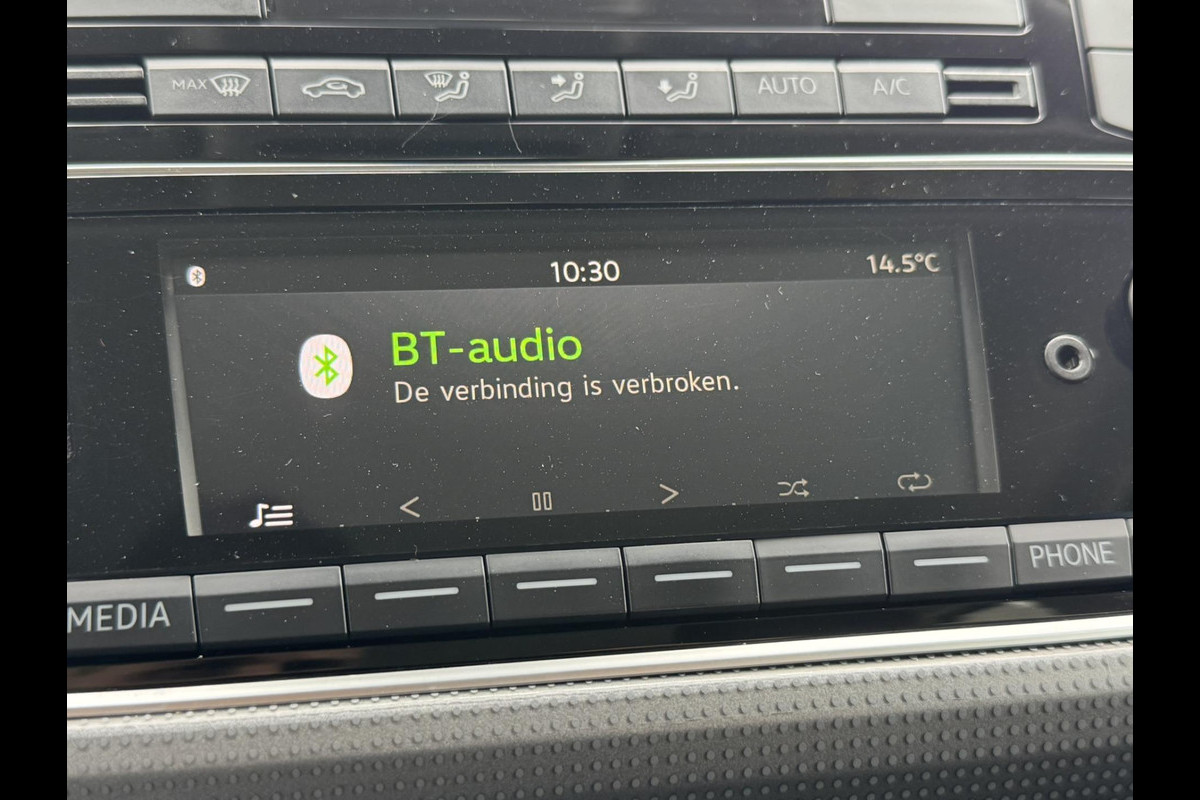 MAX
AUTO
A/C
10:30
14.5°C
BT-audio
De verbinding is verbroken.
MEDIA
PHONE